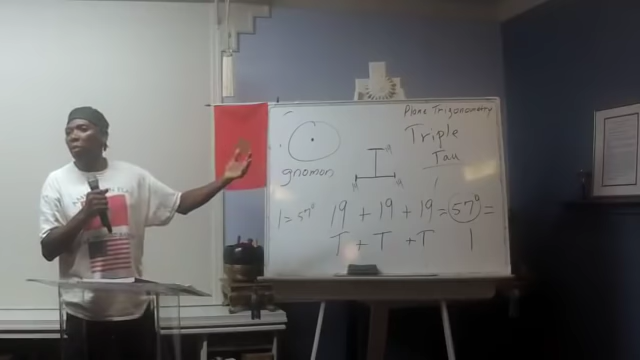 Plane Trigonometry
Triple
Tau
gnomon
1=57° 19 + 19 + 19 = 57° =
T + T + T 1